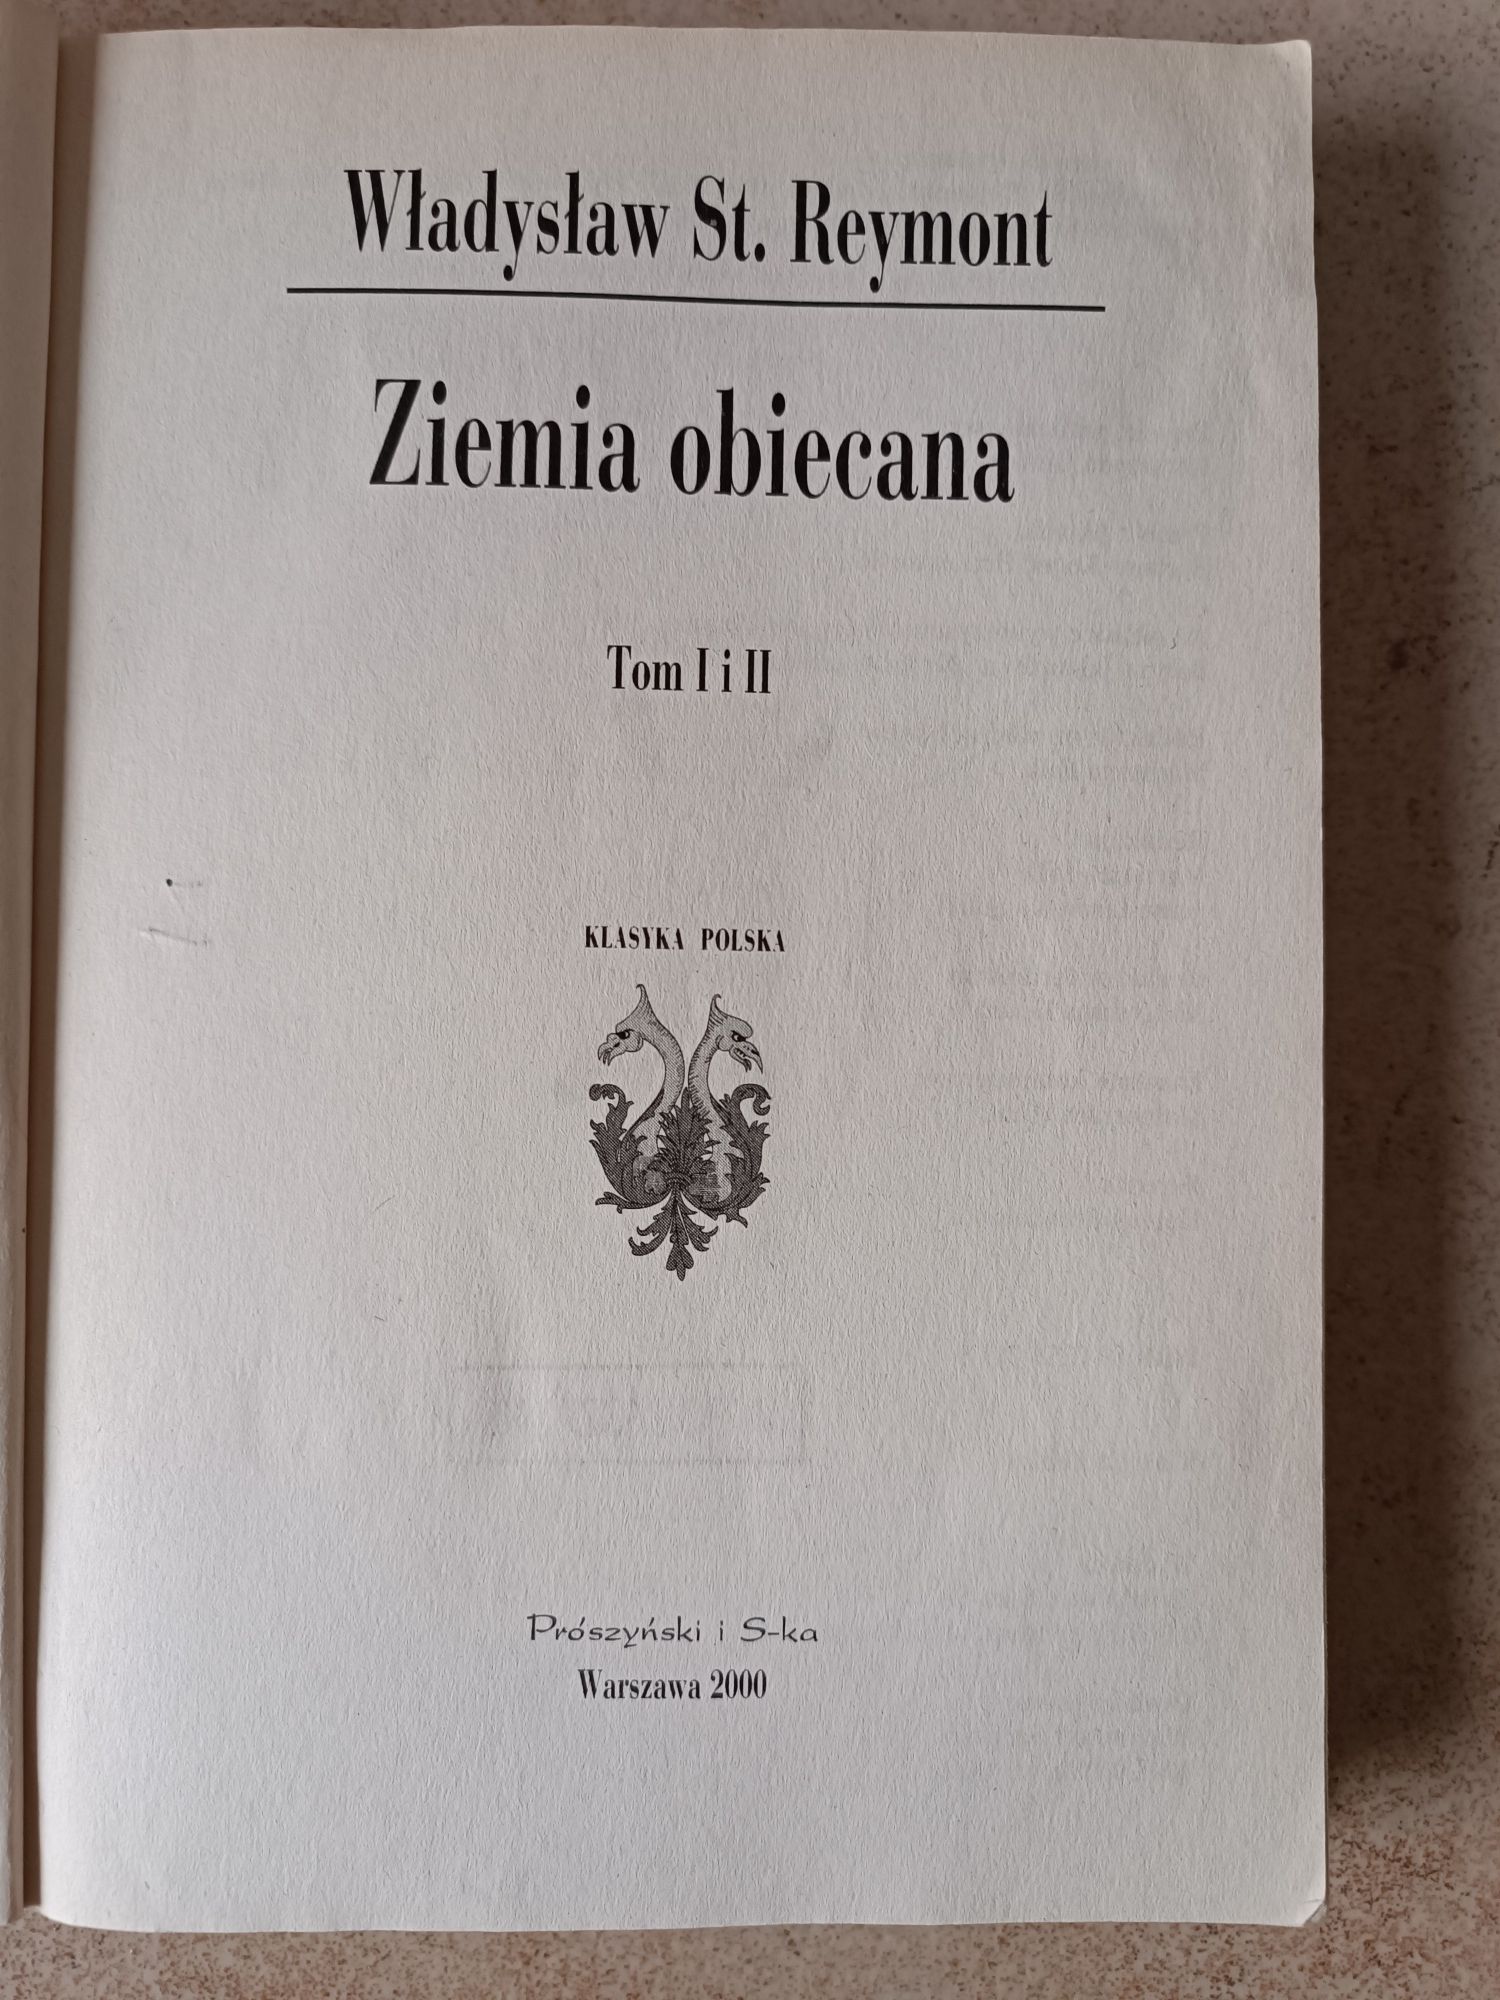 Władysław St. Reymont
Ziemia obiecana
Tom I i II
KLASYKA POLSKA
Prószyński i S-ka
Warszawa 2000